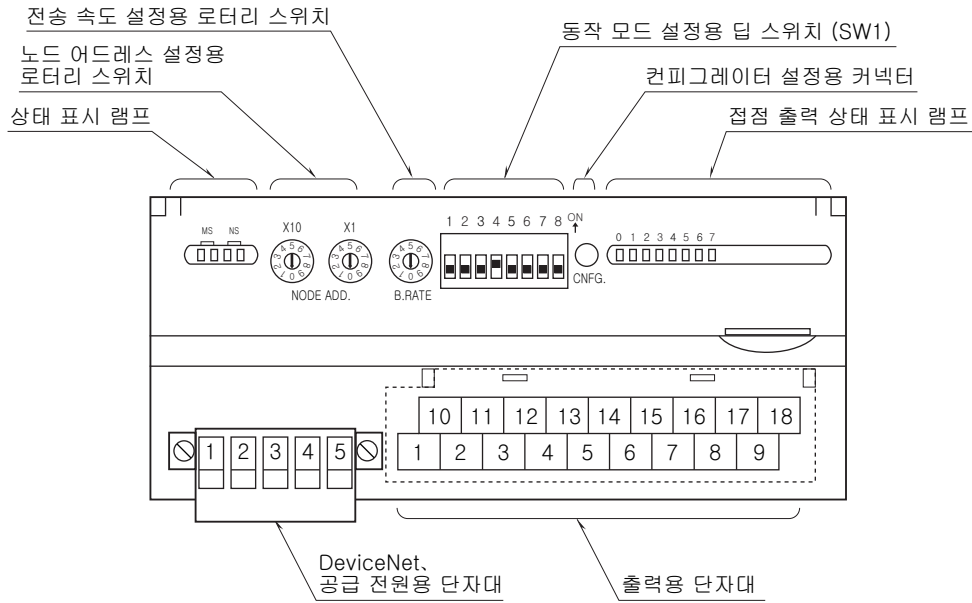 전송 속도 설정용 로터리 스위치
노드 어드레스 설정용
로터리 스위치
상태 표시 램프
동작 모드 설정용 딥 스위치 (SW1)
컨피그레이터 설정용 커넥터
접점 출력 상태 표시 램프
MS NS
X10 X1
NODE ADD.
B.RATE
1 2 3 4 5 6 7 8 ON
CNFG.
0 1 2 3 4 5 6 7
10 11 12 13 14 15 16 17 18
1 2 3 4 5
1 2 3 4 5 6 7 8 9
DeviceNet、
공급 전원용 단자대
출력용 단자대